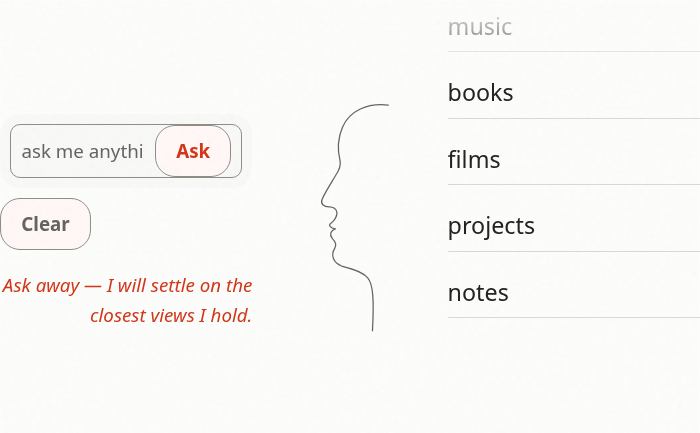 ask me anythi
Ask
Clear
Ask away — I will settle on the
closest views I hold.
music
books
films
projects
notes